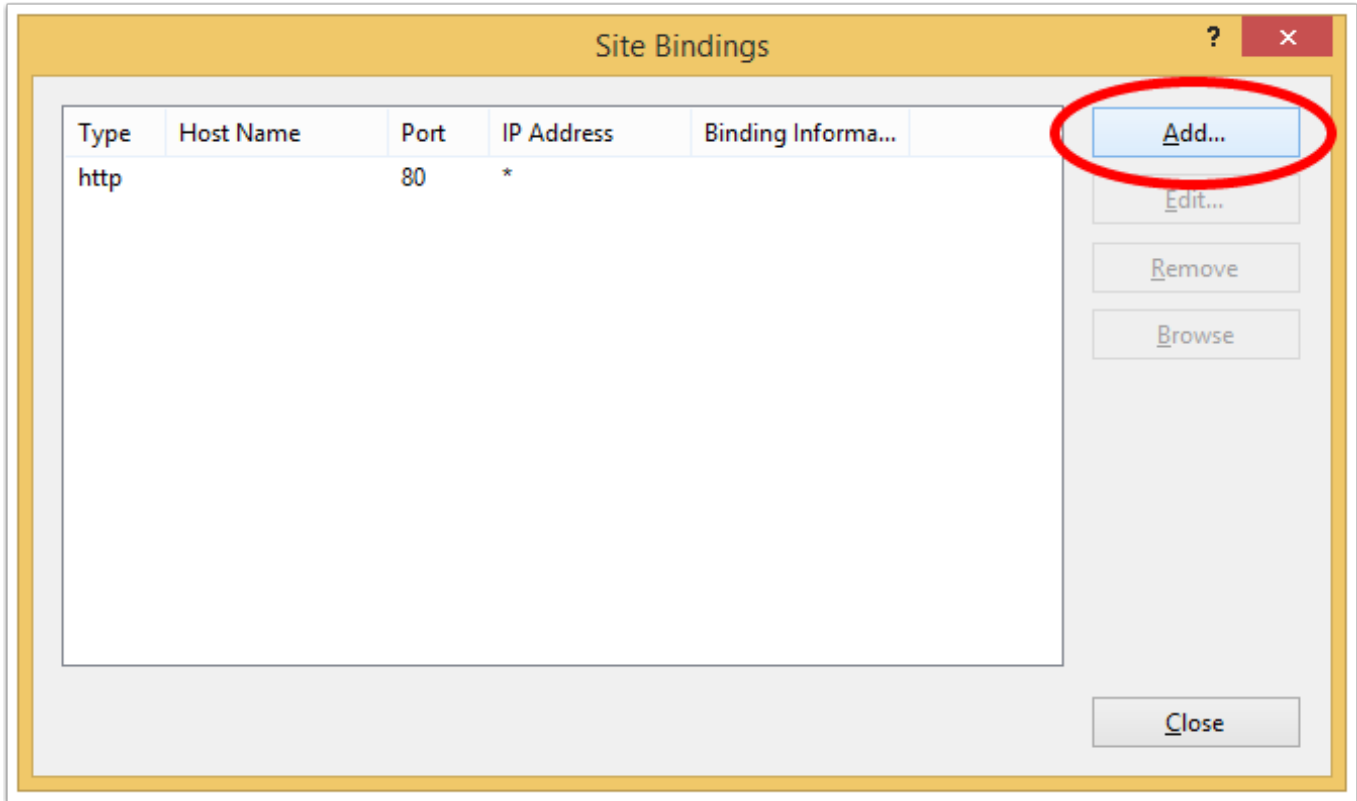 Site Bindings ?
Type Host Name Port IP Address Binding Informa...
http 80 *
Add...
Edit...
Remove
Browse
Close